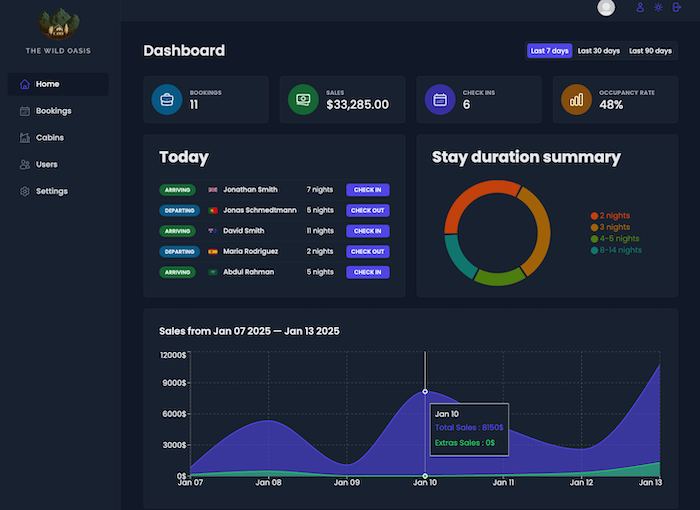 THE WILD OASIS
Home
Bookings
Cabins
Users
Settings
Dashboard
Last 7 days Last 30 days Last 90 days
BOOKINGS
11
SALES
$33,285.00
CHECK INS
6
OCCUPANCY RATE
48%
Today
ARRIVING Jonathan Smith 7 nights CHECK IN
DEPARTING Jonas Schmedtmann 5 nights CHECK OUT
ARRIVING David Smith 11 nights CHECK IN
DEPARTING Maria Rodriguez 2 nights CHECK OUT
ARRIVING Abdul Rahman 5 nights CHECK IN
Stay duration summary
2 nights
3 nights
4-5 nights
8-14 nights
Sales from Jan 07 2025 — Jan 13 2025
12000$
9000$
6000$
3000$
0$
Jan 10
Total Sales : 8150$
Extras Sales : 0$
Jan 07 Jan 08 Jan 09 Jan 10 Jan 11 Jan 12 Jan 13